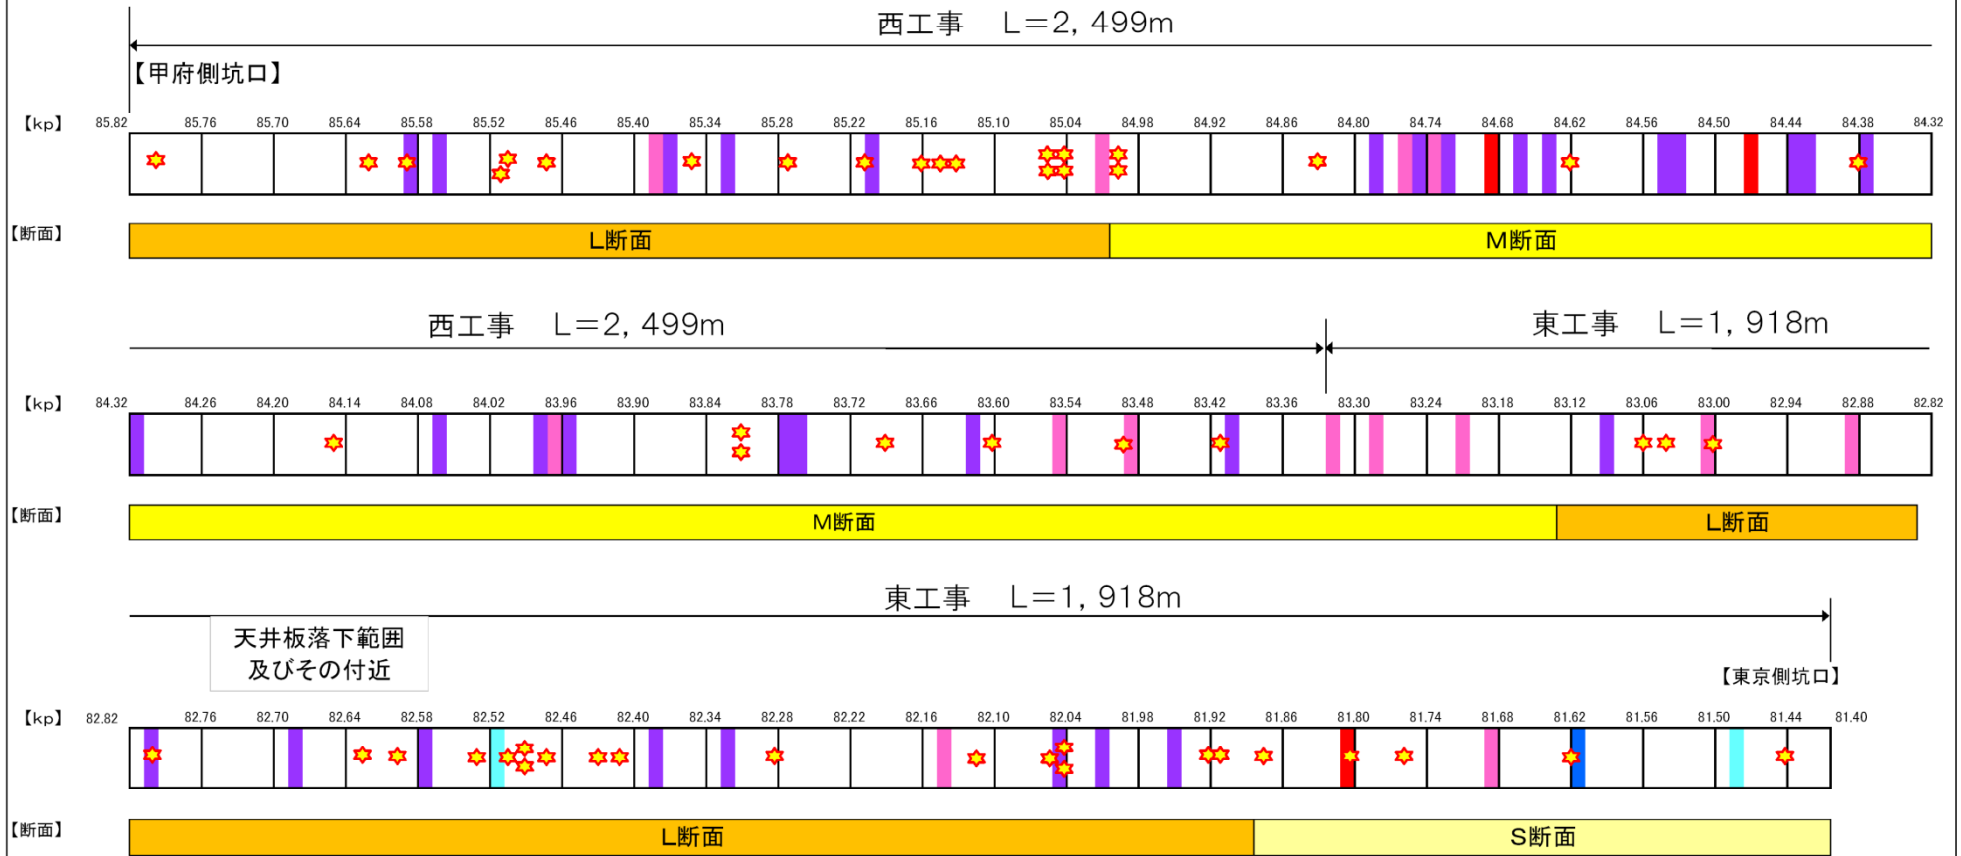 西工事 L=2,499m
【甲府側坑口】
【kp】 85.82 85.76 85.70 85.64 85.58 85.52 85.46 85.40 85.34 85.28 85.22 85.16 85.10 85.04 84.98 84.92 84.86 84.80 84.74 84.68 84.62 84.56 84.50 84.44 84.38 84.32
【断面】 L断面 M断面
西工事 L=2,499m 東工事 L=1,918m
【kp】 84.32 84.26 84.20 84.14 84.08 84.02 83.96 83.90 83.84 83.78 83.72 83.66 83.60 83.54 83.48 83.42 83.36 83.30 83.24 83.18 83.12 83.06 83.00 82.94 82.88 82.82
【断面】 M断面 L断面
東工事 L=1,918m
天井板落下範囲
及びその付近
【東京側坑口】
【kp】 82.82 82.76 82.70 82.64 82.58 82.52 82.46 82.40 82.34 82.28 82.22 82.16 82.10 82.04 81.98 81.92 81.86 81.80 81.74 81.68 81.62 81.56 81.50 81.44 81.40
【断面】 L断面 S断面